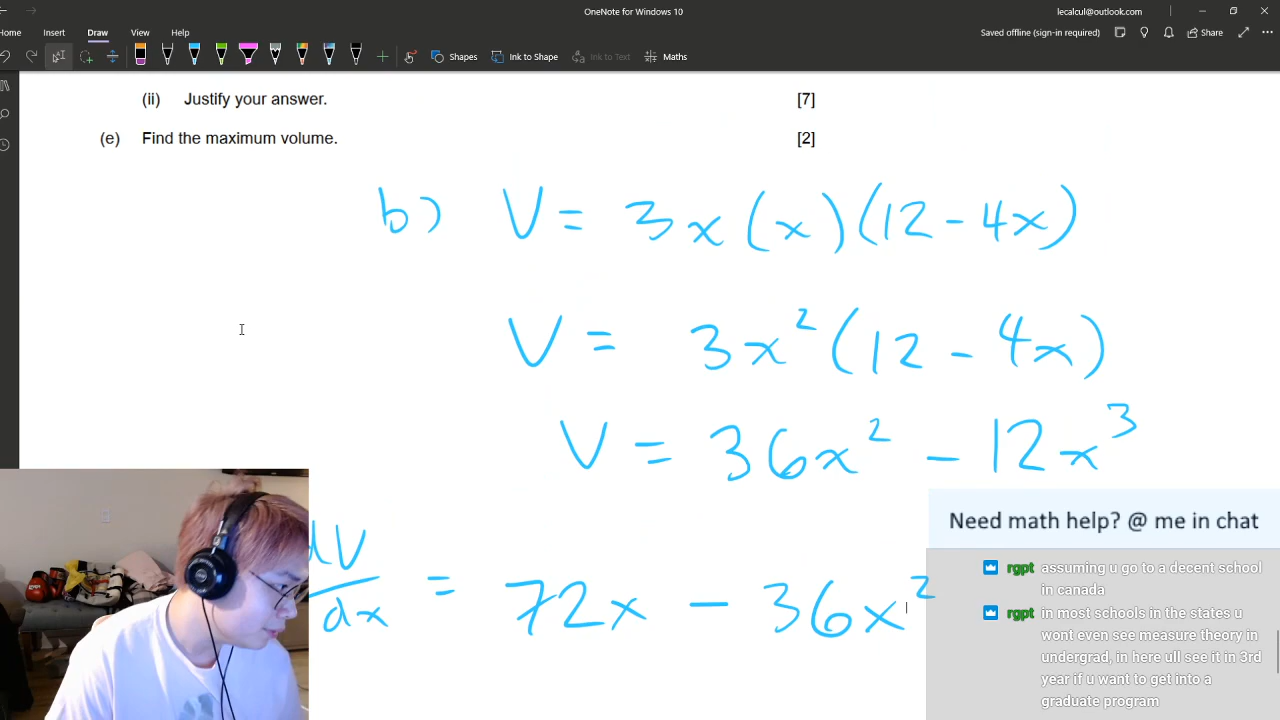 OneNote for Windows 10
lecalcul@outlook.com
Home Insert Draw View Help
Saved offline (sign-in required) Share
Shapes Ink to Shape Ink to Text Maths
(ii) Justify your answer. [7]
(e) Find the maximum volume. [2]
b) V = 3x(x)(12-4x)
V = 3x²(12-4x)
V = 36x² - 12x³
dV/dx = 72x - 36x²
Need math help? @ me in chat
rgpt assuming u go to a decent school
in canada
rgpt in most schools in the states u
wont even see measure theory in
undergrad, in here ull see it in 3rd
year if u want to get into a
graduate program